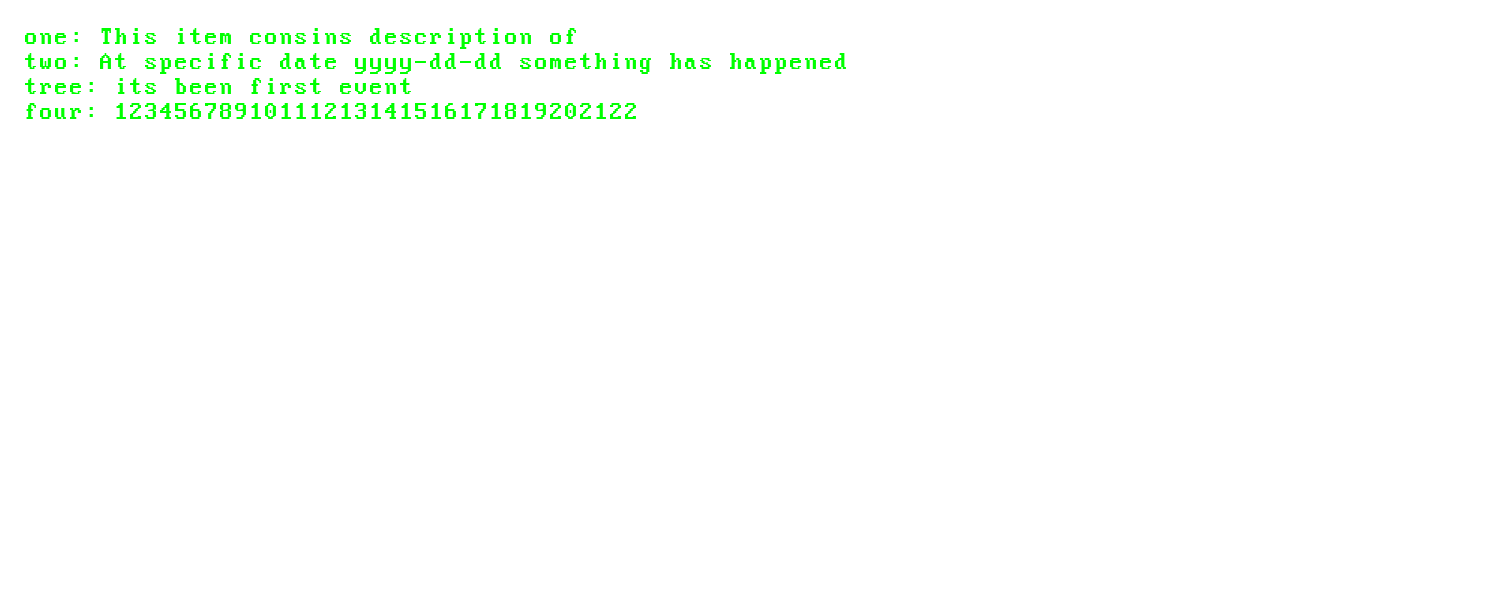 one: This item consins description of
two: At specific date yyyy-dd-dd something has happened
tree: its been first event
four: 12345678910111213141516171819202122